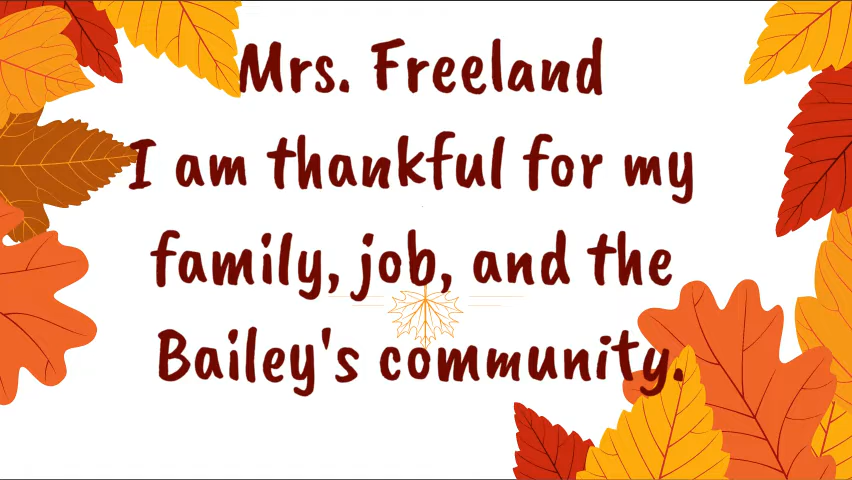 Mrs. Freeland
I am thankful for my
family, job, and the
Bailey's community.